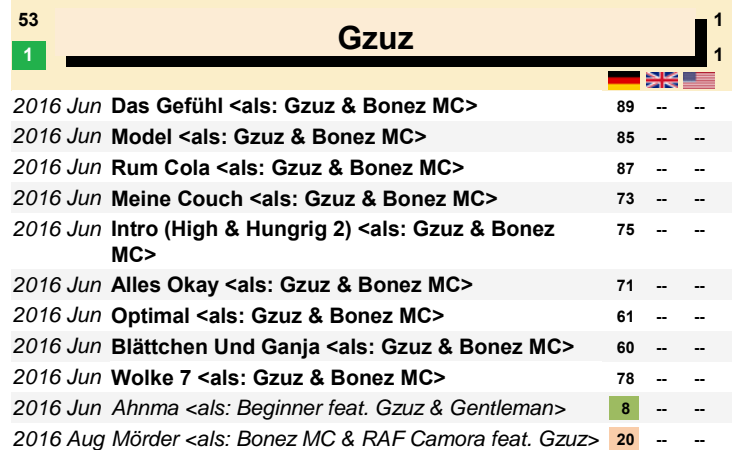 53
Gzuz
1
1
1
2016 Jun Das Gefühl <als: Gzuz & Bonez MC> 89 -- --
2016 Jun Model <als: Gzuz & Bonez MC> 85 -- --
2016 Jun Rum Cola <als: Gzuz & Bonez MC> 87 -- --
2016 Jun Meine Couch <als: Gzuz & Bonez MC> 73 -- --
2016 Jun Intro (High & Hungrig 2) <als: Gzuz & Bonez 75 -- --
MC>
2016 Jun Alles Okay <als: Gzuz & Bonez MC> 71 -- --
2016 Jun Optimal <als: Gzuz & Bonez MC> 61 -- --
2016 Jun Blättchen Und Ganja <als: Gzuz & Bonez MC> 60 -- --
2016 Jun Wolke 7 <als: Gzuz & Bonez MC> 78 -- --
2016 Jun Ahnma <als: Beginner feat. Gzuz & Gentleman> 8 -- --
2016 Aug Mörder <als: Bonez MC & RAF Camora feat. Gzuz> 20 -- --